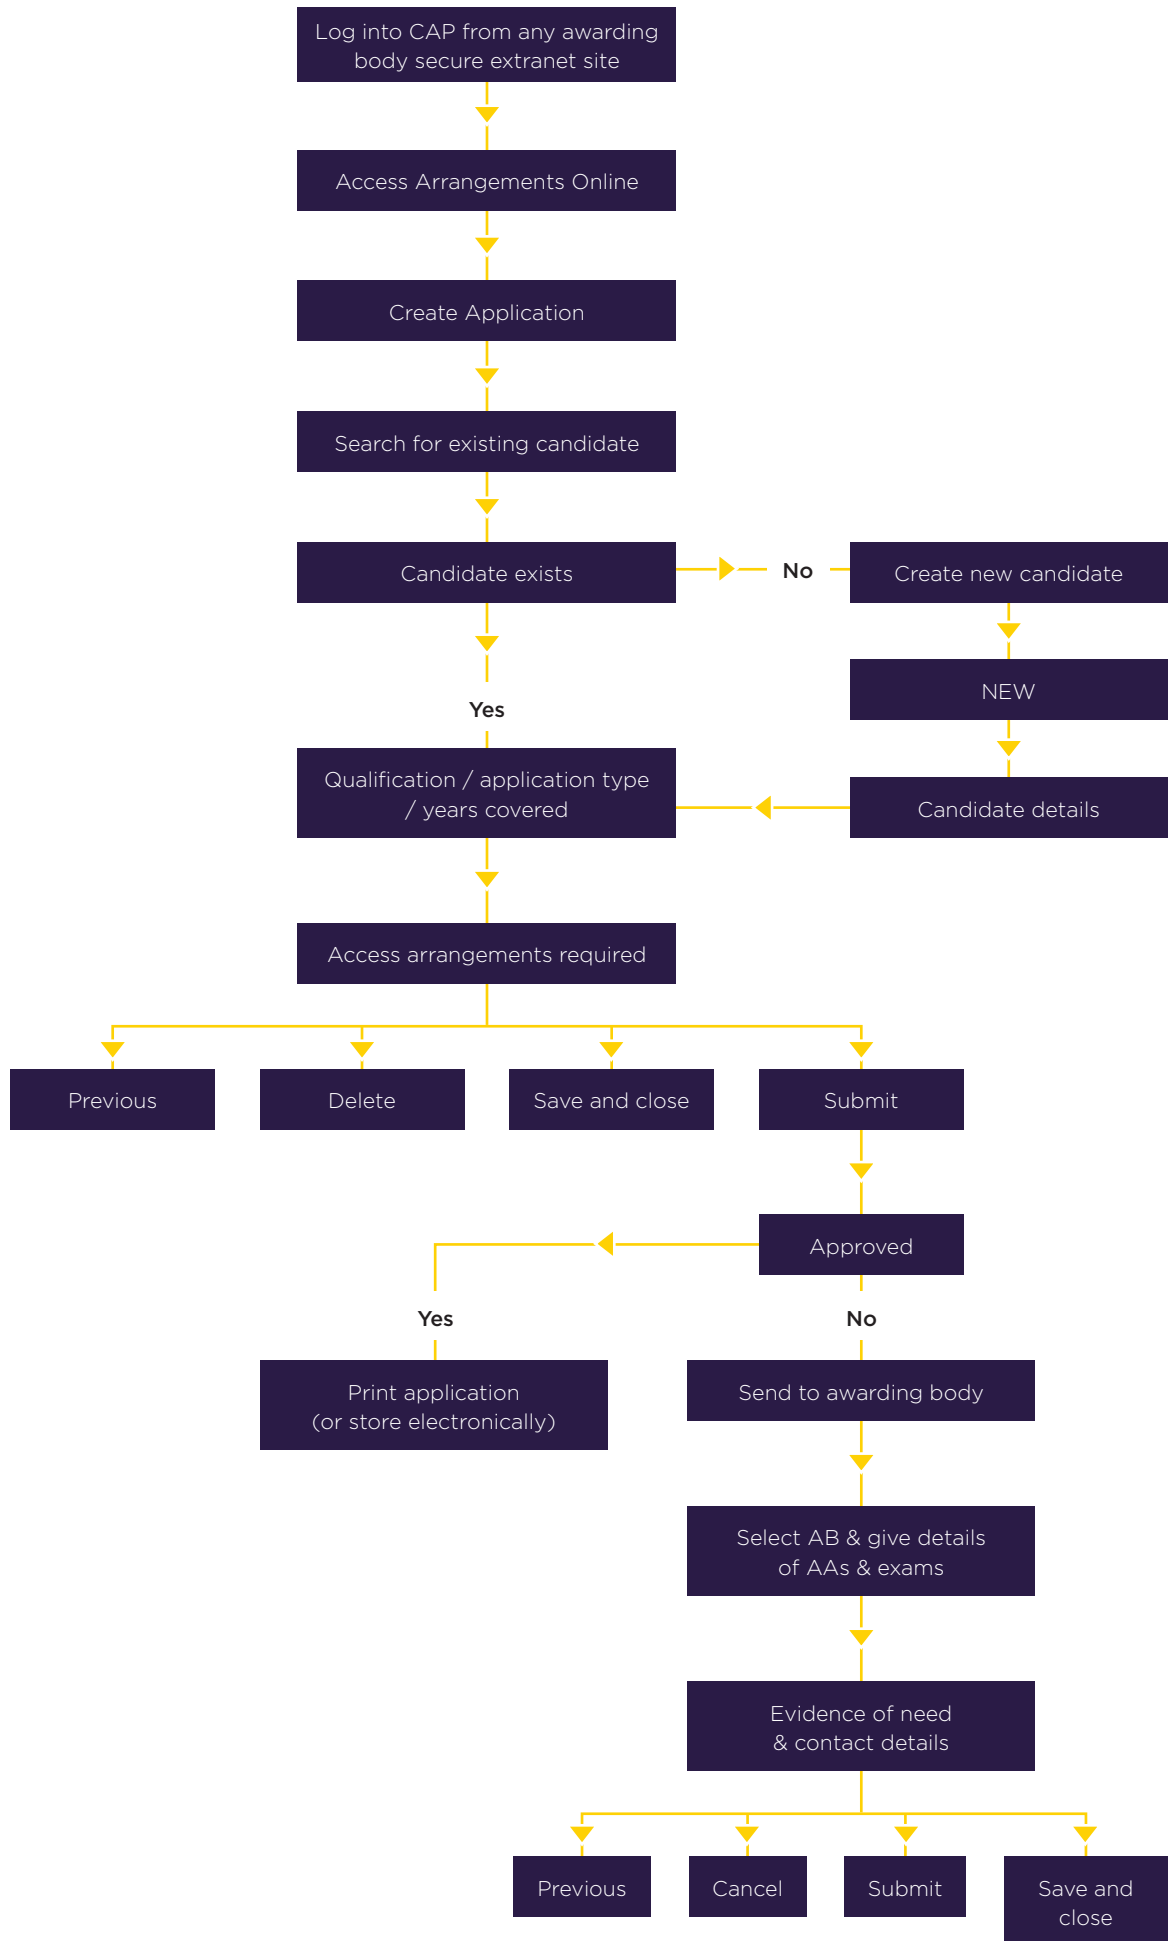 Log into CAP from any awarding
body secure extranet site
Access Arrangements Online
Create Application
Search for existing candidate
Candidate exists
No
Create new candidate
NEW
Yes
Qualification / application type
/ years covered
Candidate details
Access arrangements required
Previous
Delete
Save and close
Submit
Approved
Yes
No
Print application
(or store electronically)
Send to awarding body
Select AB & give details
of AAs & exams
Evidence of need
& contact details
Previous
Cancel
Submit
Save and
close